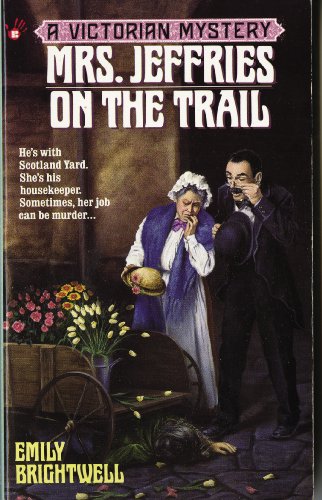 A VICTORIAN MYSTERY
MRS. JEFFRIES
ON THE TRAIL
He's with
Scotland Yard.
She's his
housekeeper.
Sometimes, her job
can be murder...
EMILY
BRIGHTWELL